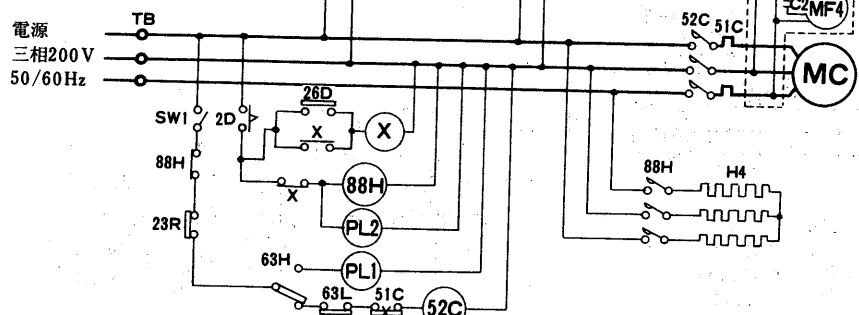 電源
三相200V
50/60Hz
TB
52C 51C
C2 MF4
MC
SW1
2D
26D
X
X
88H
X
88H
PL2
23R
63H
PL1
63L
51C
52C
88H
H4